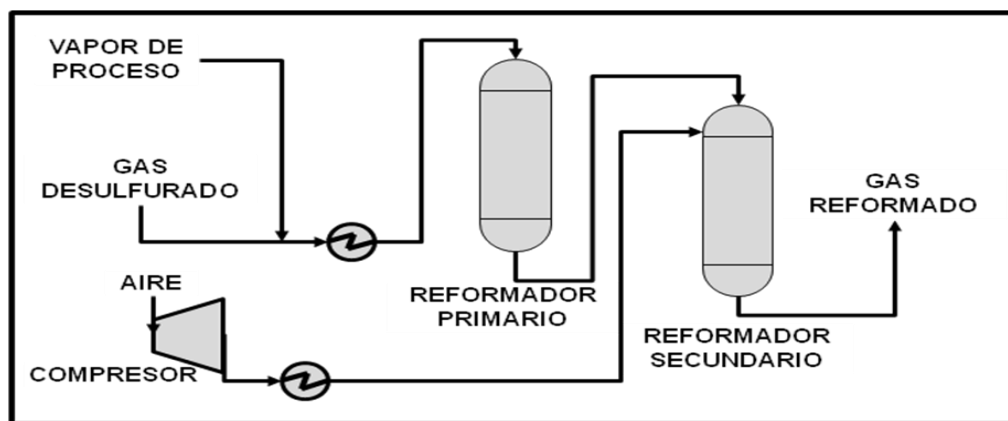 VAPOR DE
PROCESO
GAS
DESULFURADO
GAS
REFORMADO
AIRE
REFORMADOR
PRIMARIO
REFORMADOR
SECUNDARIO
COMPRESOR